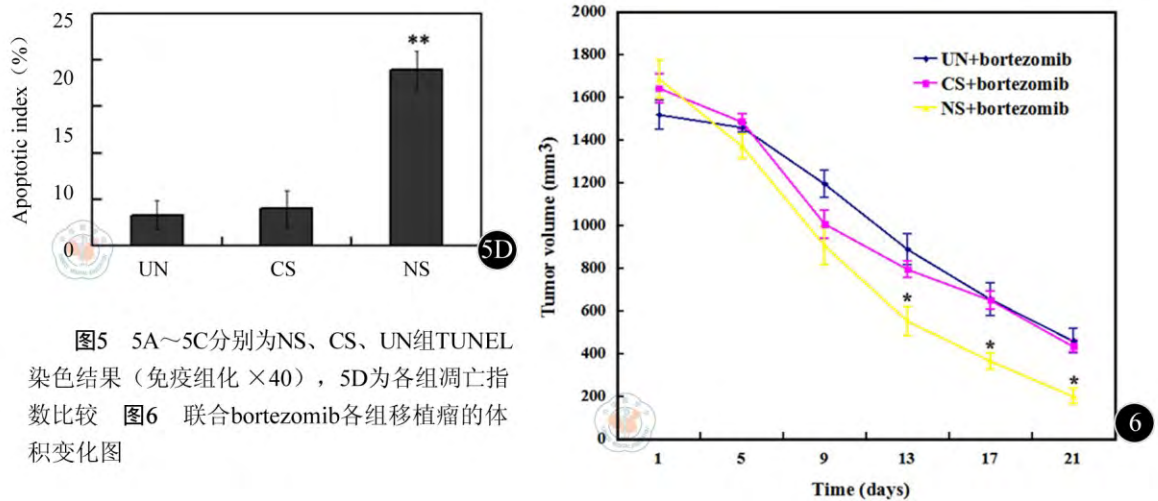 25
20
15
10
0
Apoptotic index（%）
**
UN
CS
NS
5D
图5 5A～5C分别为NS、CS、UN组TUNEL
染色结果（免疫组化 ×40），5D为各组凋亡指
数比较 图6 联合bortezomib各组移植瘤的体
积变化图
2000
1800
1600
1400
1200
1000
800
600
400
200
0
Tumor volume (mm3)
UN+bortezomib
CS+bortezomib
NS+bortezomib
*
*
*
1
5
9
13
17
21
Time (days)
6